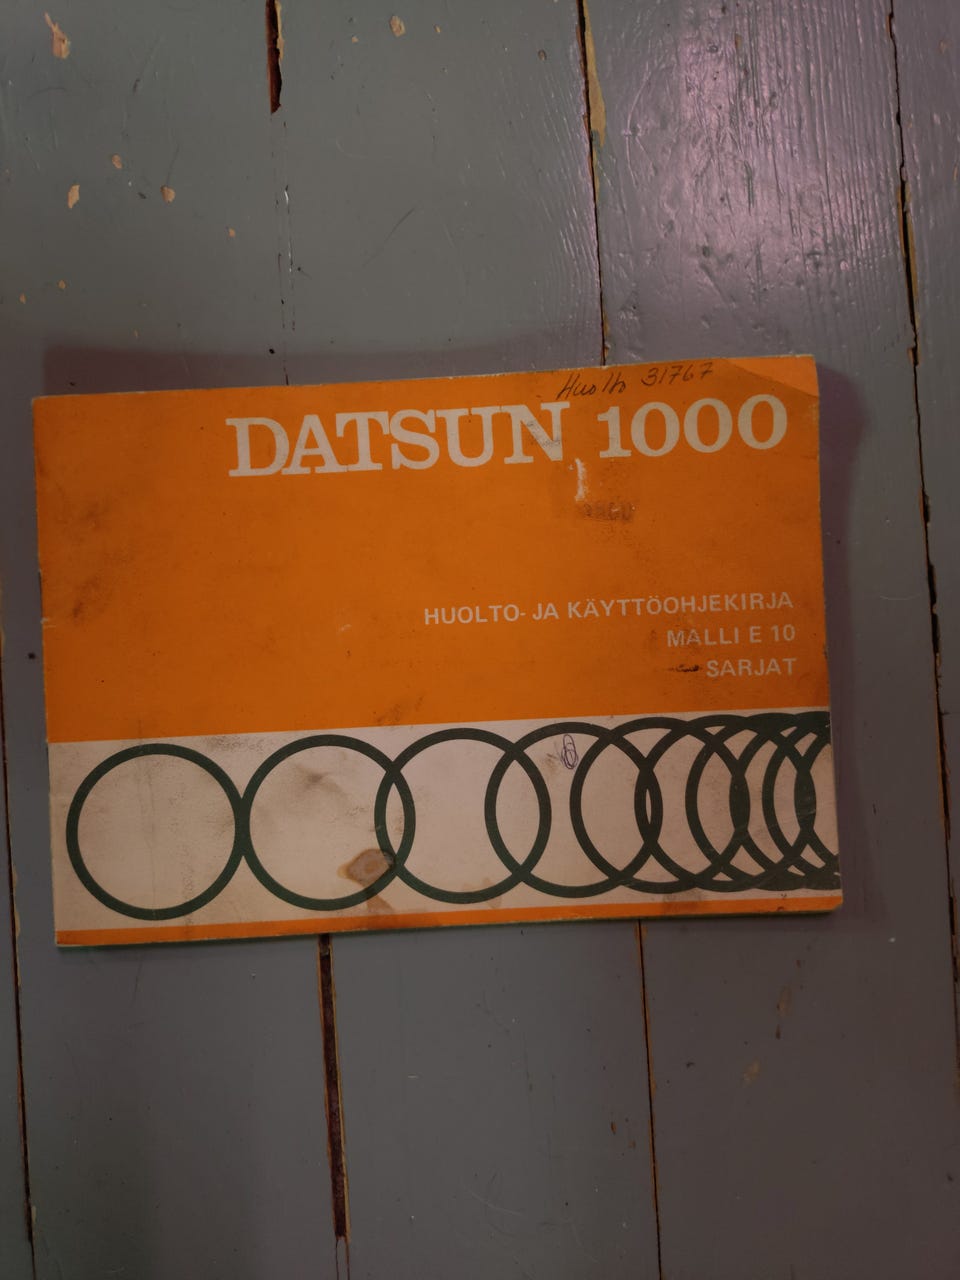 Huolto 31767
DATSUN 1000
HUOLTO- JA KÄYTTÖOHJEKIRJA
MALLI E 10
SARJAT